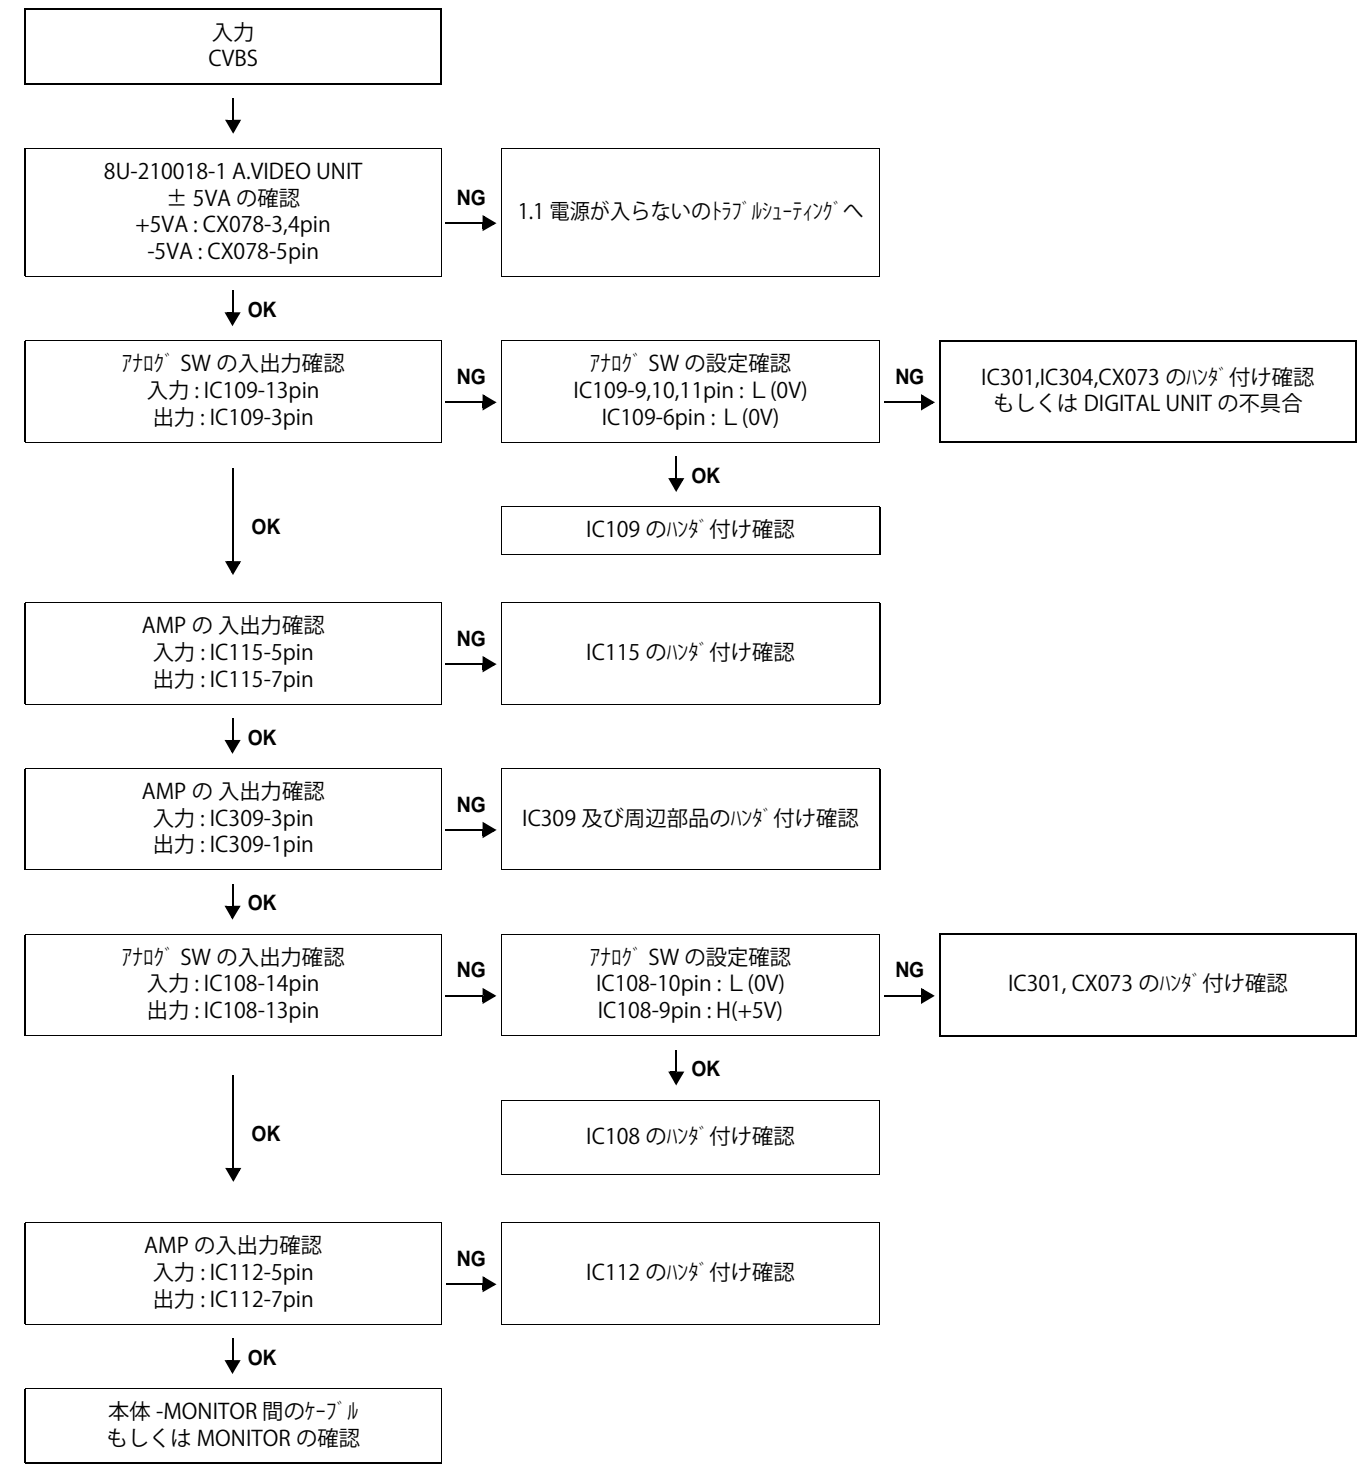 入力
CVBS
8U-210018-1 A.VIDEO UNIT
± 5VA の確認
+5VA : CX078-3,4pin
-5VA : CX078-5pin
NG
1.1 電源が入らないのﾄﾗﾌﾞﾙｼｭｰﾃｨﾝｸﾞへ
OK
ｱﾅﾛｸﾞ SW の入出力確認
入力 : IC109-13pin
出力 : IC109-3pin
NG
ｱﾅﾛｸﾞ SW の設定確認
IC109-9,10,11pin : L (0V)
IC109-6pin : L (0V)
NG
IC301,IC304,CX073 のﾊﾝﾀﾞ付け確認
もしくは DIGITAL UNIT の不具合
OK
IC109 のﾊﾝﾀﾞ付け確認
OK
AMP の 入出力確認
入力 : IC115-5pin
出力 : IC115-7pin
NG
IC115 のﾊﾝﾀﾞ付け確認
OK
AMP の 入出力確認
入力 : IC309-3pin
出力 : IC309-1pin
NG
IC309 及び周辺部品のﾊﾝﾀﾞ付け確認
OK
ｱﾅﾛｸﾞ SW の入出力確認
入力 : IC108-14pin
出力 : IC108-13pin
NG
ｱﾅﾛｸﾞ SW の設定確認
IC108-10pin : L (0V)
IC108-9pin : H(+5V)
NG
IC301, CX073 のﾊﾝﾀﾞ付け確認
OK
IC108 のﾊﾝﾀﾞ付け確認
OK
AMP の入出力確認
入力 : IC112-5pin
出力 : IC112-7pin
NG
IC112 のﾊﾝﾀﾞ付け確認
OK
本体 -MONITOR 間のｹｰﾌﾞﾙ
もしくは MONITOR の確認